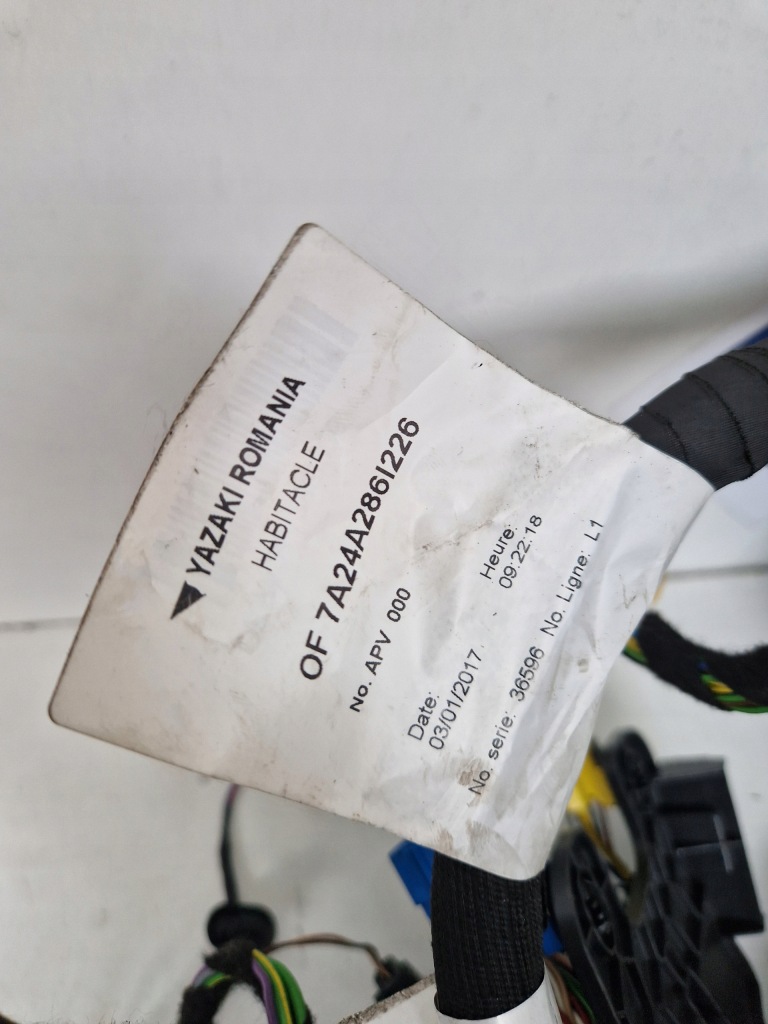 YAZAKI ROMANIA
HABITACLE
OF 7A24A286I226
No. APV 000
Date: Heure:
03/01/2017 09:22:18
No. serie: 36596 No. Ligne: L1